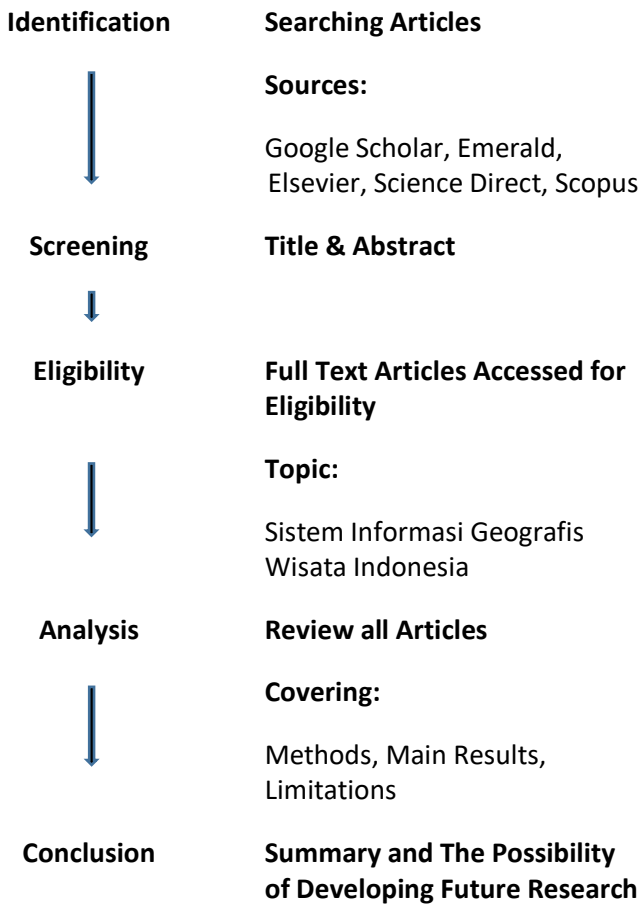 Identification Searching Articles
Sources:
Google Scholar, Emerald,
Elsevier, Science Direct, Scopus
Screening Title & Abstract
Eligibility Full Text Articles Accessed for
Eligibility
Topic:
Sistem Informasi Geografis
Wisata Indonesia
Analysis Review all Articles
Covering:
Methods, Main Results,
Limitations
Conclusion Summary and The Possibility
of Developing Future Research